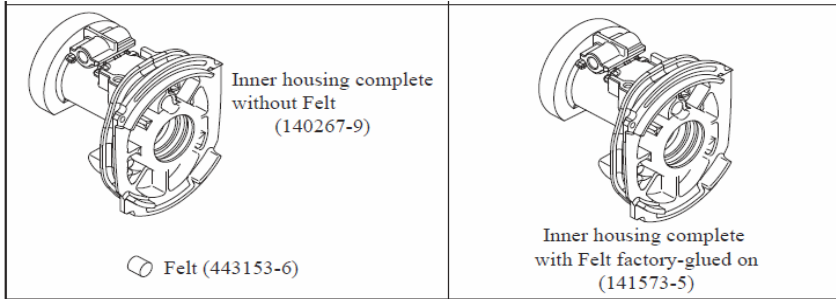 Inner housing complete
without Felt
(140267-9)
Felt (443153-6)
Inner housing complete
with Felt factory-glued on
(141573-5)